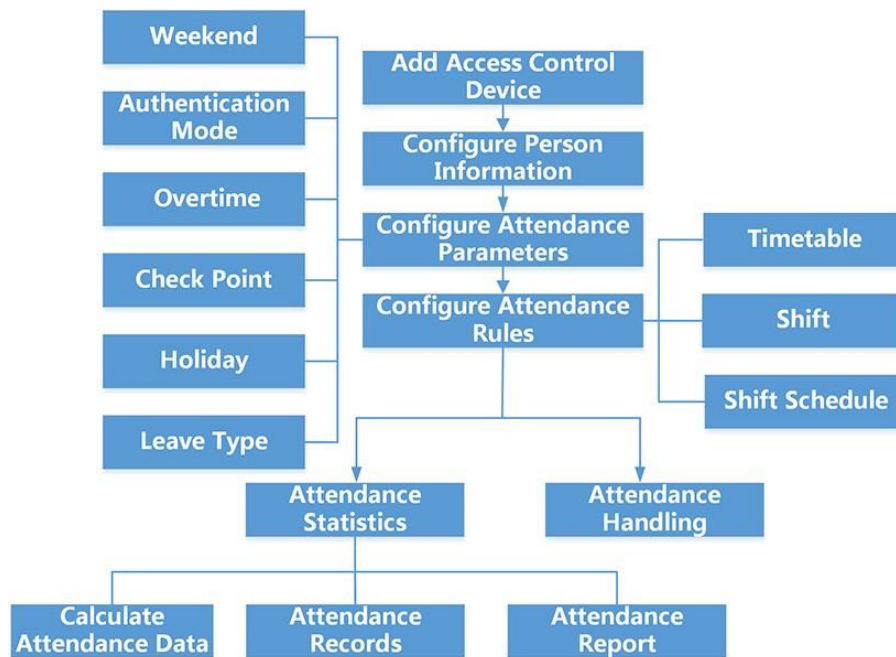 Weekend
Add Access Control
Device
Authentication
Mode
Configure Person
Information
Overtime
Configure Attendance
Parameters
Timetable
Check Point
Configure Attendance
Rules
Shift
Holiday
Shift Schedule
Leave Type
Attendance
Statistics
Attendance
Handling
Calculate
Attendance Data
Attendance
Records
Attendance
Report